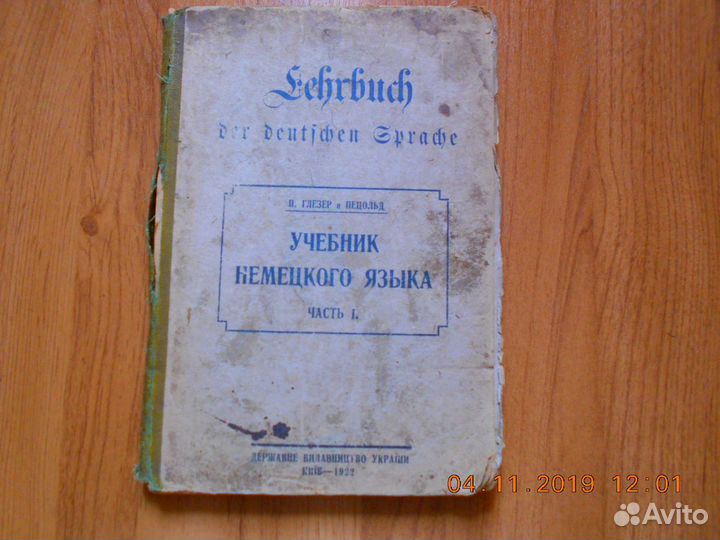 Lehrbuch
der deutschen Sprache
П. ГЛЕЗЕР и ПЕЦОЛЬД
УЧЕБНИК
НЕМЕЦКОГО ЯЗЫКА
ЧАСТЬ I.
ДЕРЖАВНЕ ВИДАВНИЦТВО УКРАЇНИ
КИЇВ—1922
04.11.2019 12:01
Avito